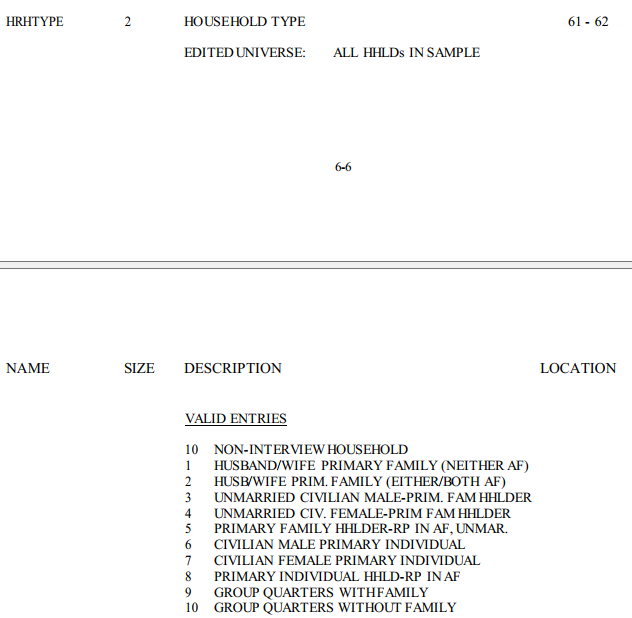 HRHTYPE 2 HOUSEHOLD TYPE 61 - 62
EDITED UNIVERSE: ALL HHLDs IN SAMPLE
6-6
NAME SIZE DESCRIPTION LOCATION
VALID ENTRIES
10 NON-INTERVIEW HOUSEHOLD
1 HUSBAND/WIFE PRIMARY FAMILY (NEITHER AF)
2 HUSB/WIFE PRIM. FAMILY (EITHER/BOTH AF)
3 UNMARRIED CIVILIAN MALE-PRIM. FAM HHLDER
4 UNMARRIED CIV. FEMALE-PRIM FAM HHLDER
5 PRIMARY FAMILY HHLDER-RP IN AF, UNMAR.
6 CIVILIAN MALE PRIMARY INDIVIDUAL
7 CIVILIAN FEMALE PRIMARY INDIVIDUAL
8 PRIMARY INDIVIDUAL HHLD-RP IN AF
9 GROUP QUARTERS WITH FAMILY
10 GROUP QUARTERS WITHOUT FAMILY